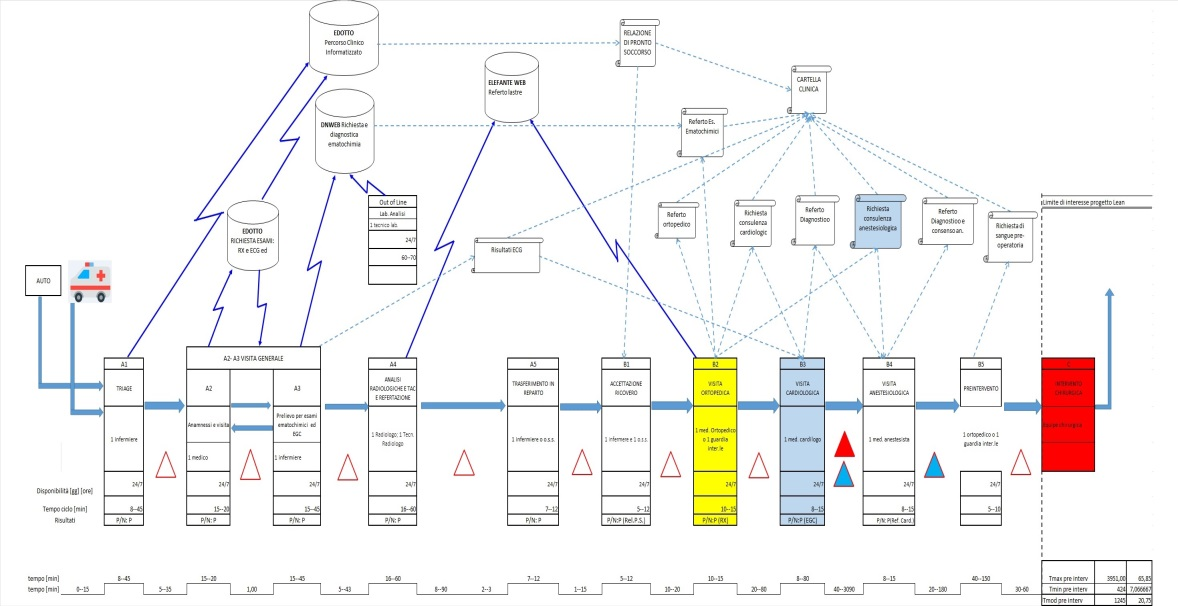 EDOTTO
Percorso Clinico
Informatizzato
RELAZIONE
DI PRONTO
SOCCORSO
ELEFANTE WEB
Referto lastre
CARTELLA
CLINICA
DNWEB Richiesta e
diagnostica
ematochimia
Referto Es.
Ematochimici
Out of Line
Lab. Analisi
1 tecnico lab.
24/7
60--70
EDOTTO
RICHIESTA ESAMI:
RX e ECG ed
Risultati ECG
Referto
ortopedico
Richiesta
consulenza
cardiologic
Referto
Diagnostico
Richiesta
consulenza
anestesiologica
Referto
Diagnostico e
consenso an.
Richiesta di
sangue pre-
operatoria
Limite di interesse progetto Lean
AUTO
A1
TRIAGE
1 infermiere
24/7
8--45
P/N: P
A2- A3 VISITA GENERALE
A2
Anamnesi e visita
1 medico
24/7
15--20
P/N: P
A3
Prelievo per esami
ematochimici ed
EGC
1 infermiere
24/7
15--45
P/N: P
A4
ANALISI
RADIOLOGICHE E TAC
E REFERTAZIONE
1 Radiologo: 1 Tecn.
Radiologo
24/7
16--60
P/N: P
A5
TRASFERIMENTO IN
REPARTO
1 infermiere o o.s.s.
24/7
7--12
P/N: P
B1
ACCETTAZIONE
RICOVERO
1 infermiere e 1 o.s.s.
24/7
5--12
P/N:P (Rel.P.S.)
B2
VISITA
ORTOPEDICA
1 med. Ortopedico
o 1 guardia
inter.le
24/7
10--15
P/N:P (RX)
B3
VISITA
CARDIOLOGICA
1 med. cardilogo
24/7
8--15
P/N:P (EGC)
B4
VISITA
ANESTESIOLOGICA
1 med. anestesista
24/7
8--15
P/N: P(Ref. Card.)
B5
PREINTERVENTO
1 ortopedico o 1
guardia inter.le
24/7
5--10
INTERVENTO
CHIRURGICA
Disponibilità [gg] [ore]
Tempo ciclo [min]
Risultati
tempo [min] 8--45 15--20 15--45 16--60 7--12 5--12 10--15 8--80 8--15 40--150
tempo [min] 0--15 5--35 1,00 5--43 8--90 2--3 1--15 10--20 20--80 40--3090 20--180 30-60
Tmax pre interv 3951,00 65,85
Tmin pre interv 424 7,066667
Tmod pre interv 1245 20,75